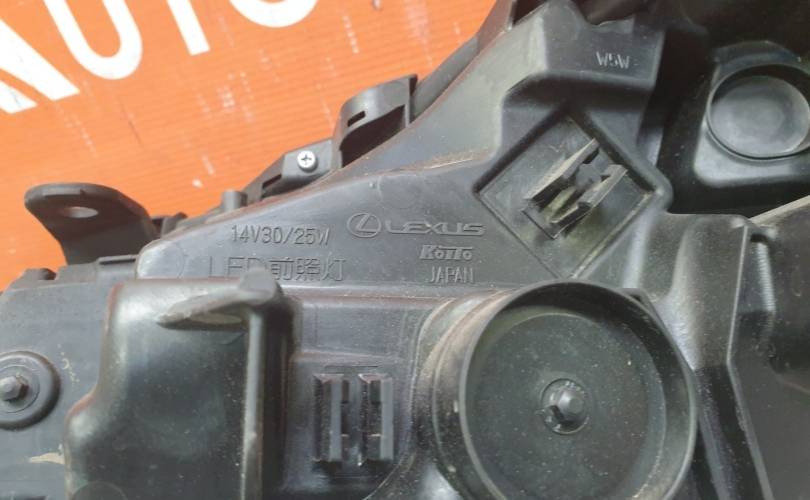 AUTO
W5W
14V30/25W LEXUS
KOITO
LED前照灯 JAPAN